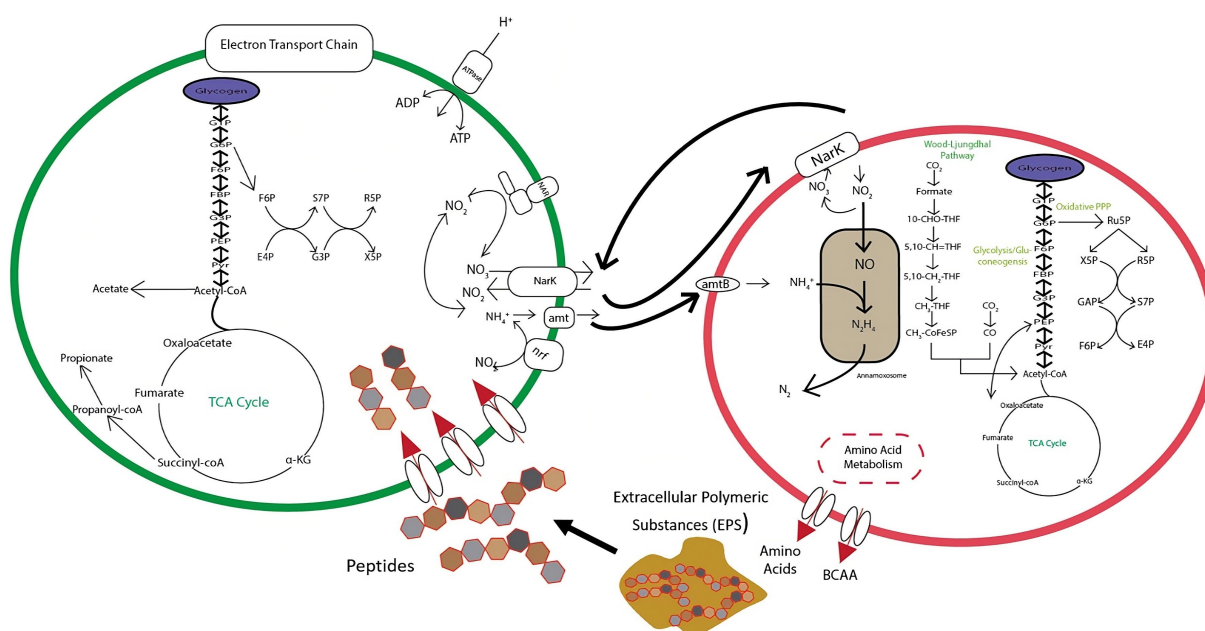 Electron Transport Chain
H⁺
ATPase
ADP
ATP
Glycogen
G1P
G6P
F6P
FBP
G3P
PEP
Pyr
Acetyl-CoA
Acetate
F6P
S7P
R5P
E4P
G3P
X5P
NO₂
NAR
NO₃
NO₂
NarK
NH₄⁺
amt
nrf
Oxaloacetate
Propionate
Fumarate
TCA Cycle
Propanoyl-coA
Succinyl-coA
α-KG
Peptides
Extracellular Polymeric
Substances (EPS)
NarK
NO₃
NO₂
amtB
NH₄⁺
NO
N₂H₄
N₂
Annamoxosome
Wood-Ljungdhal
Pathway
CO₂
Formate
10-CHO-THF
5,10-CH=THF
5,10-CH₂-THF
CH₃-THF
CO₂
CH₃-CoFeSP
CO
Glycogen
G1P
Oxidative PPP
G6P
Ru5P
Glycolysis/Glu-
coneogensis
F6P
X5P
R5P
FBP
G3P
GAP
S7P
PEP
Pyr
F6P
E4P
Acetyl-CoA
Oxaloacetate
Fumarate
TCA Cycle
Succinyl-coA
α-KG
Amino Acid
Metabolism
Amino
Acids
BCAA